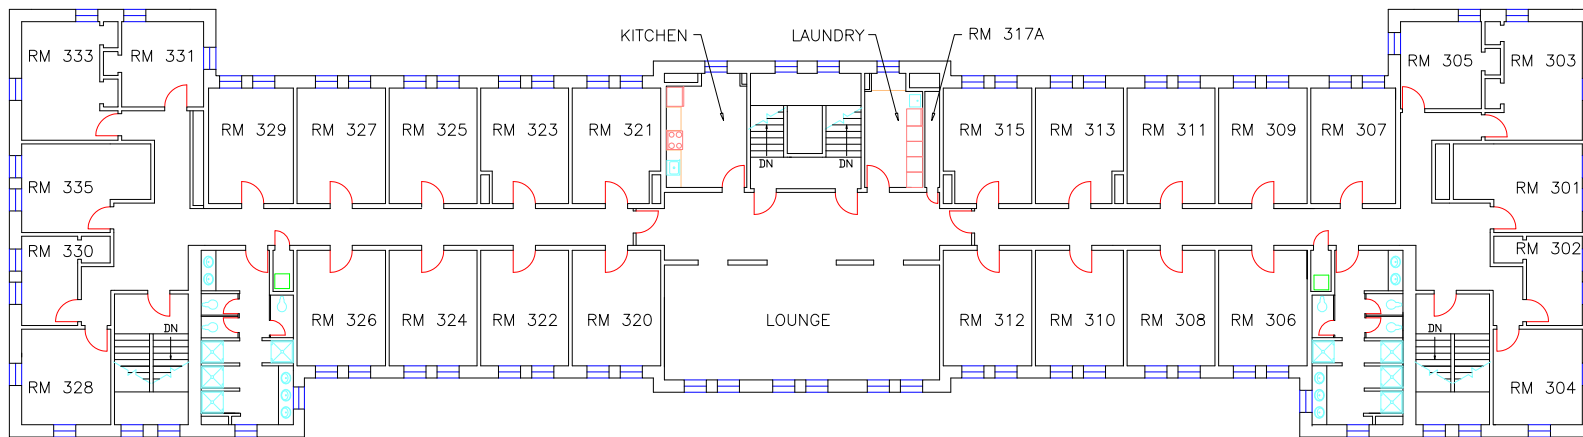 KITCHEN
LAUNDRY
RM 317A
RM 333
RM 331
RM 305
RM 303
RM 329
RM 327
RM 325
RM 323
RM 321
RM 315
RM 313
RM 311
RM 309
RM 307
DN
DN
RM 335
RM 301
RM 330
RM 302
RM 326
RM 324
RM 322
RM 320
LOUNGE
RM 312
RM 310
RM 308
RM 306
DN
DN
RM 328
RM 304